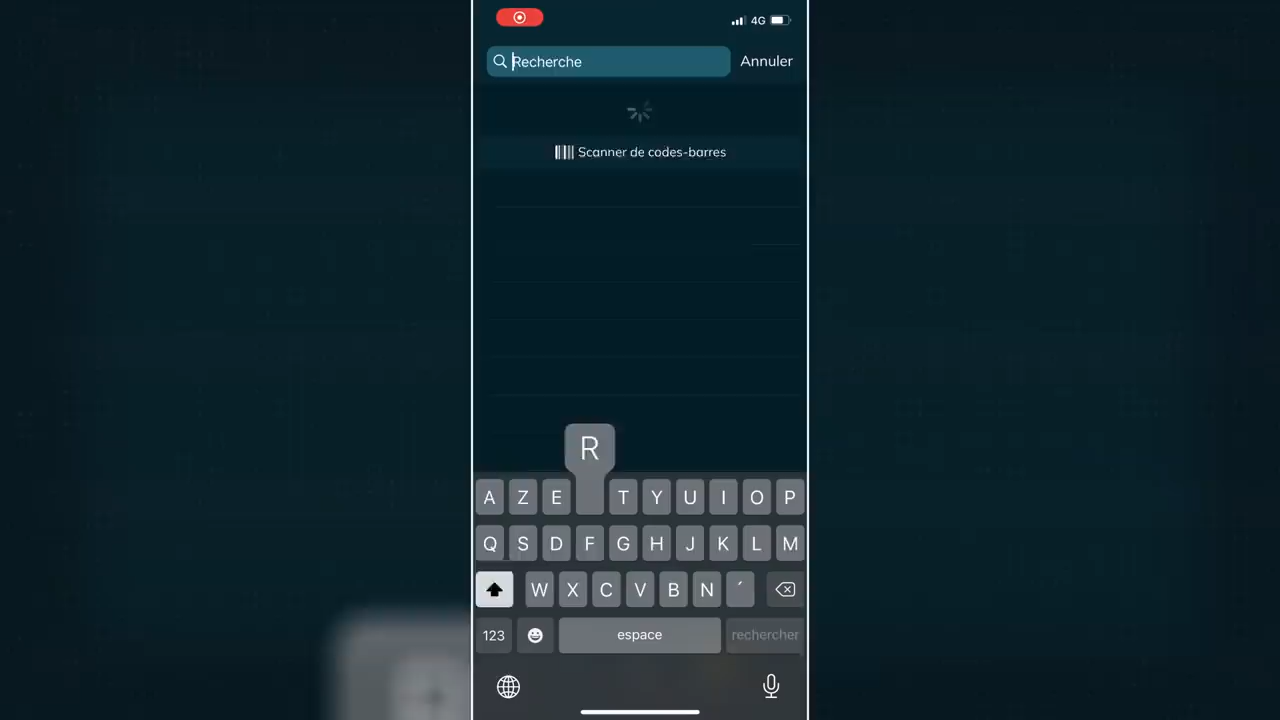 4G
Recherche
Annuler
Scanner de codes-barres
R
A Z E T Y U I O P
Q S D F G H J K L M
W X C V B N ´
123 espace rechercher